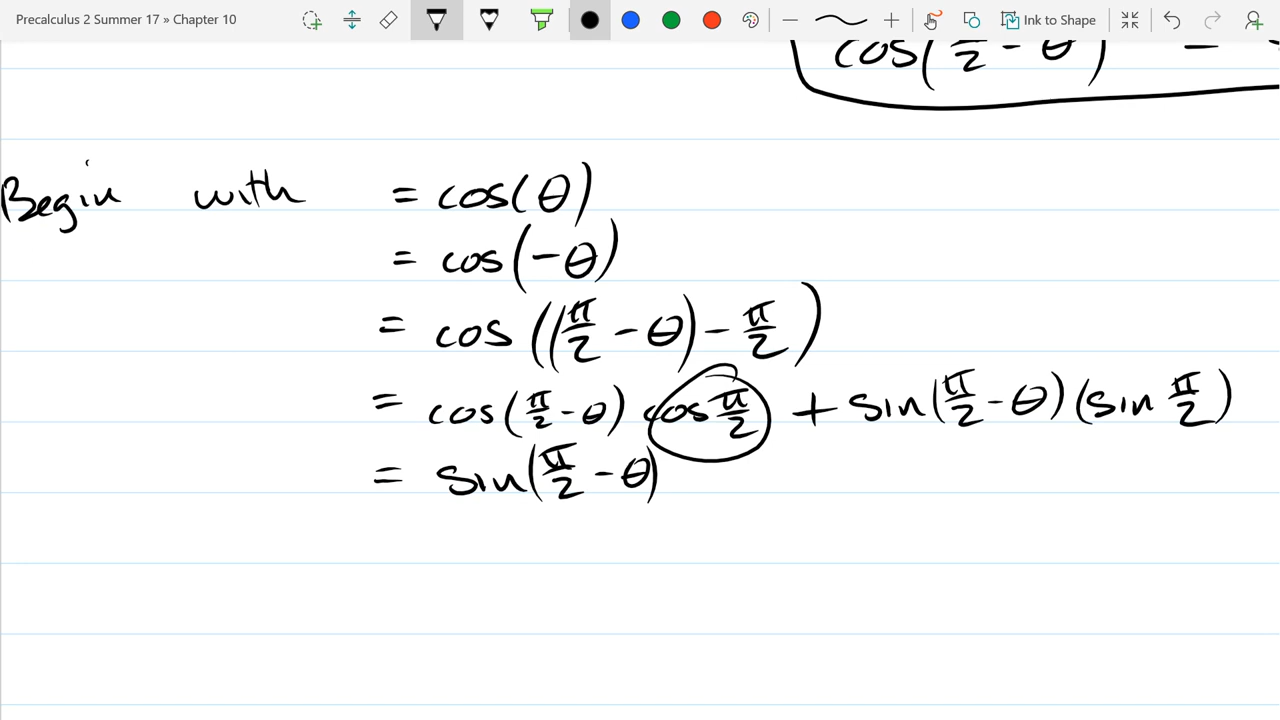 Precalculus 2 Summer 17 » Chapter 10
Ink to Shape
cos(π/2 - θ) =
Begin with = cos(θ)
= cos(-θ)
= cos((π/2 - θ) - π/2)
= cos(π/2 - θ) cos π/2 + sin(π/2 - θ)(sin π/2)
= sin(π/2 - θ)